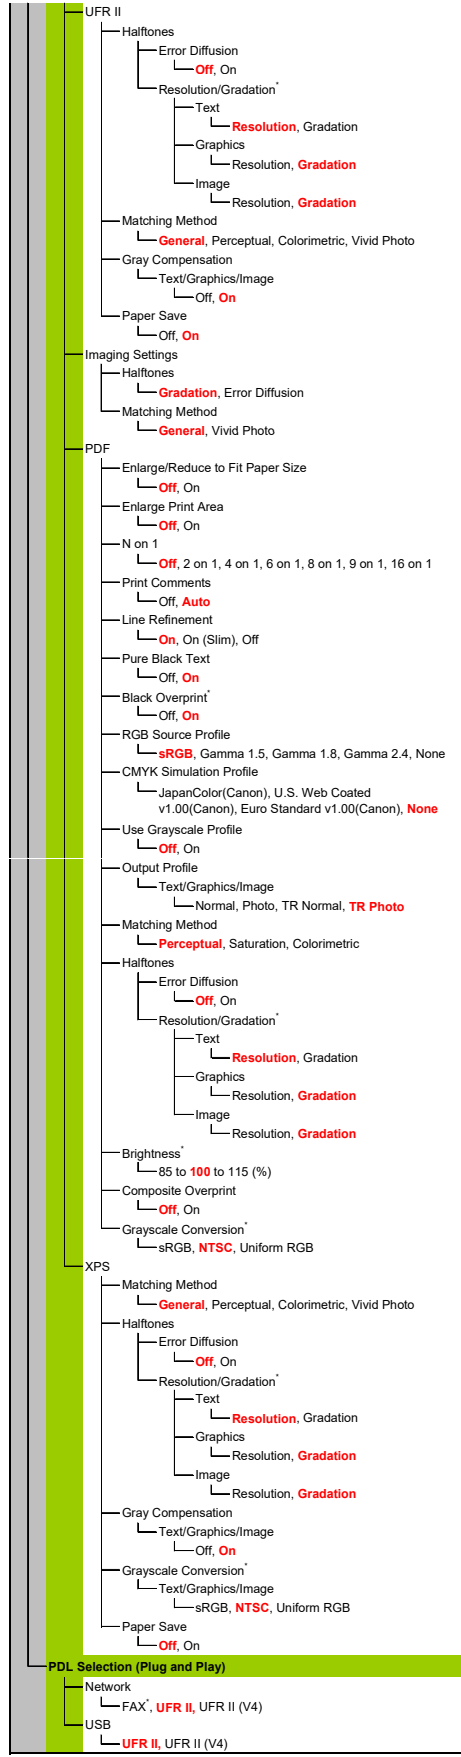 UFR II
Halftones
Error Diffusion
Off, On
Resolution/Gradation*
Text
Resolution, Gradation
Graphics
Resolution, Gradation
Image
Resolution, Gradation
Matching Method
General, Perceptual, Colorimetric, Vivid Photo
Gray Compensation
Text/Graphics/Image
Off, On
Paper Save
Off, On
Imaging Settings
Halftones
Gradation, Error Diffusion
Matching Method
General, Vivid Photo
PDF
Enlarge/Reduce to Fit Paper Size
Off, On
Enlarge Print Area
Off, On
N on 1
Off, 2 on 1, 4 on 1, 6 on 1, 8 on 1, 9 on 1, 16 on 1
Print Comments
Off, Auto
Line Refinement
On, On (Slim), Off
Pure Black Text
Off, On
Black Overprint*
Off, On
RGB Source Profile
sRGB, Gamma 1.5, Gamma 1.8, Gamma 2.4, None
CMYK Simulation Profile
JapanColor(Canon), U.S. Web Coated
v1.00(Canon), Euro Standard v1.00(Canon), None
Use Grayscale Profile
Off, On
Output Profile
Text/Graphics/Image
Normal, Photo, TR Normal, TR Photo
Matching Method
Perceptual, Saturation, Colorimetric
Halftones
Error Diffusion
Off, On
Resolution/Gradation*
Text
Resolution, Gradation
Graphics
Resolution, Gradation
Image
Resolution, Gradation
Brightness*
85 to 100 to 115 (%)
Composite Overprint
Off, On
Grayscale Conversion*
sRGB, NTSC, Uniform RGB
XPS
Matching Method
General, Perceptual, Colorimetric, Vivid Photo
Halftones
Error Diffusion
Off, On
Resolution/Gradation*
Text
Resolution, Gradation
Graphics
Resolution, Gradation
Image
Resolution, Gradation
Gray Compensation
Text/Graphics/Image
Off, On
Grayscale Conversion*
Text/Graphics/Image
sRGB, NTSC, Uniform RGB
Paper Save
Off, On
PDL Selection (Plug and Play)
Network
FAX*, UFR II, UFR II (V4)
USB
UFR II, UFR II (V4)